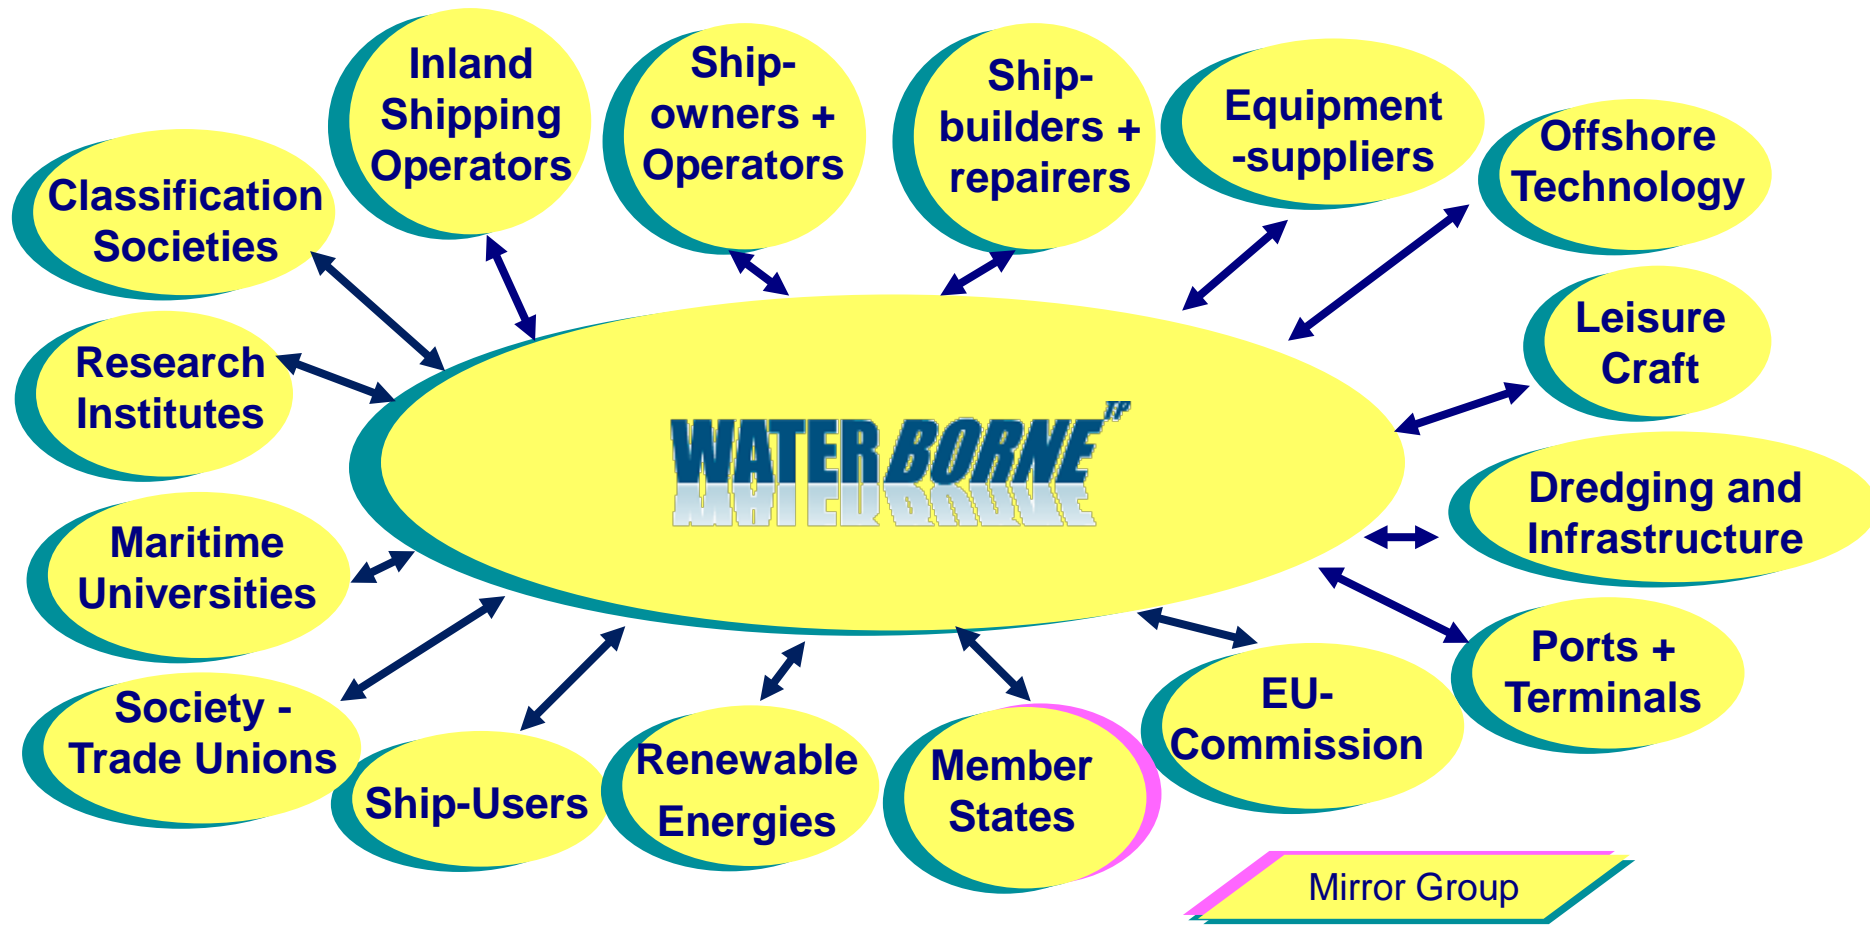 Inland
Shipping
Operators
Ship-
owners +
Operators
Ship-
builders +
repairers
Equipment
-suppliers
Offshore
Technology
Classification
Societies
Leisure
Craft
Research
Institutes
WATERBORNE TP
Dredging and
Infrastructure
Maritime
Universities
Ports +
Terminals
Society -
Trade Unions
Ship-Users
Renewable
Energies
Member
States
EU-
Commission
Mirror Group